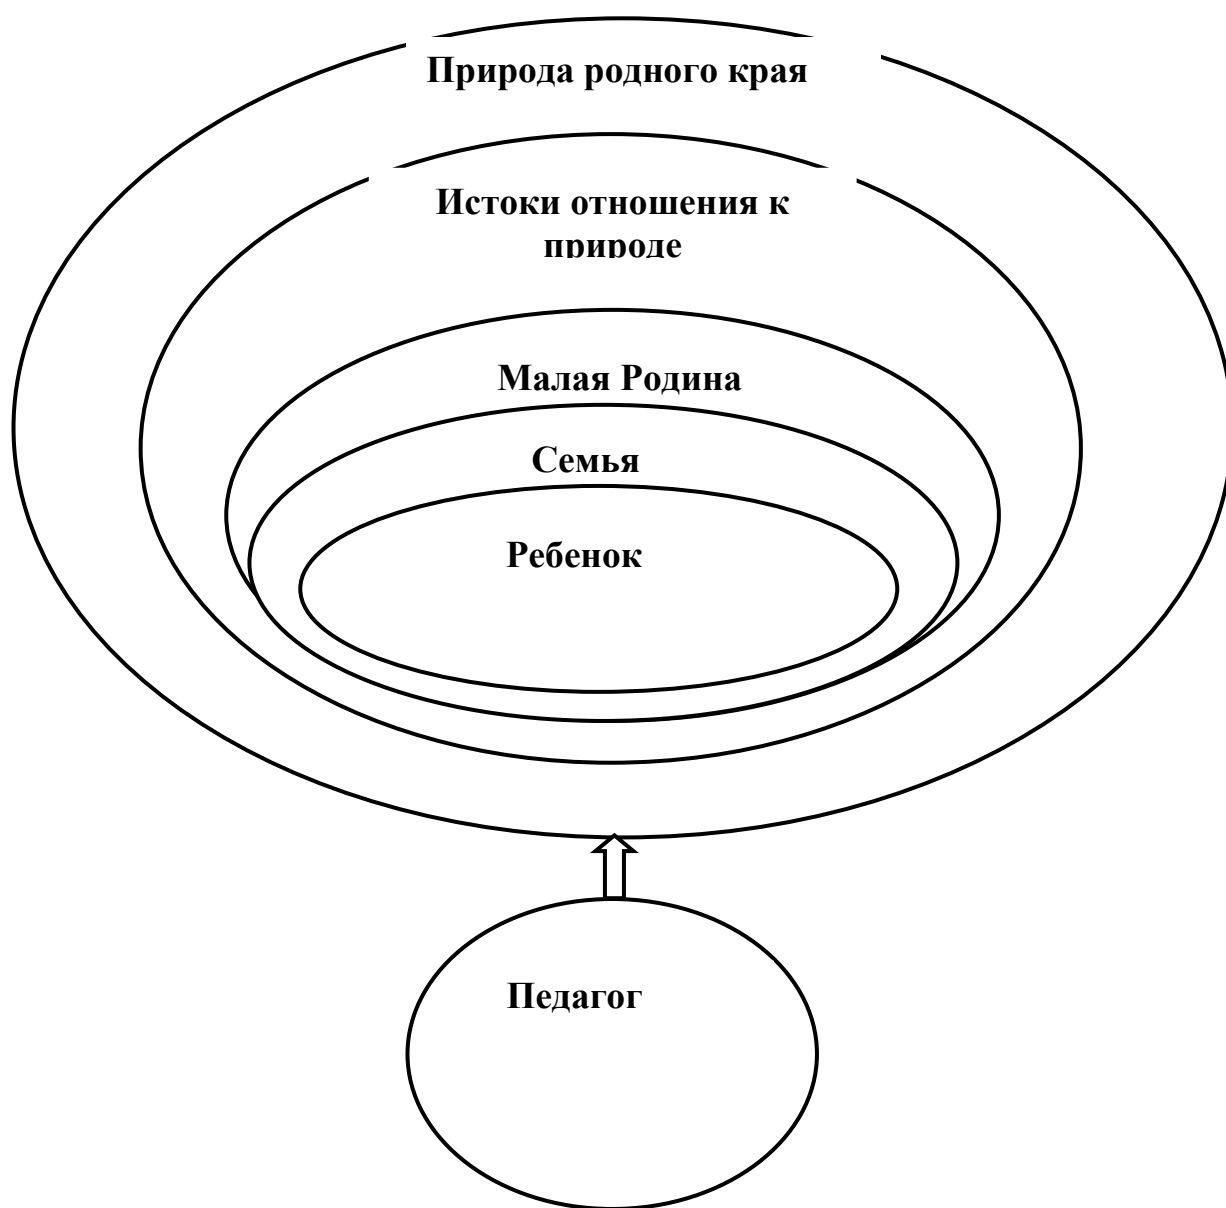 Природа родного края
Истоки отношения к
природе
Малая Родина
Семья
Ребенок
Педагог